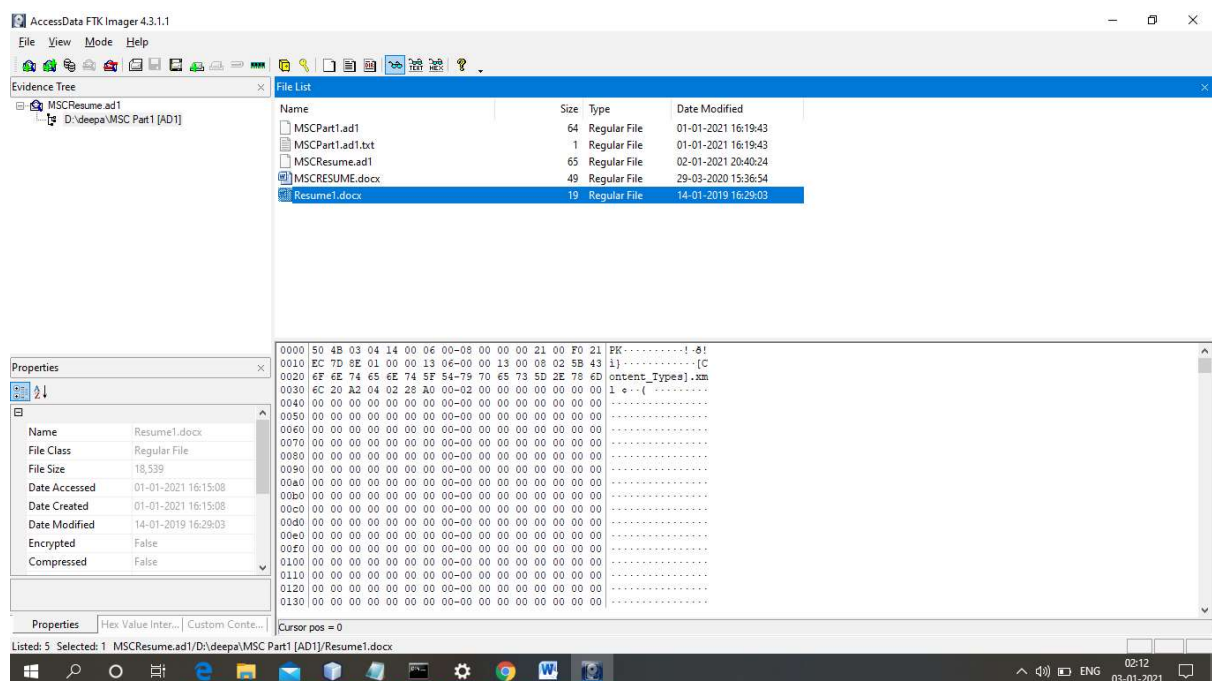 AccessData FTK Imager 4.3.1.1
File View Mode Help
Evidence Tree
MSCResume.ad1
D:\deepa\MSC Part1 [AD1]
File List
Name Size Type Date Modified
MSCPart1.ad1 64 Regular File 01-01-2021 16:19:43
MSCPart1.ad1.txt 1 Regular File 01-01-2021 16:19:43
MSCResume.ad1 65 Regular File 02-01-2021 20:40:24
MSCRESUME.docx 49 Regular File 29-03-2020 15:36:54
Resume1.docx 19 Regular File 14-01-2019 16:29:03
Properties
Name Resume1.docx
File Class Regular File
File Size 18,539
Date Accessed 01-01-2021 16:15:08
Date Created 01-01-2021 16:15:08
Date Modified 14-01-2019 16:29:03
Encrypted False
Compressed False
Properties Hex Value Inter... Custom Conte...
0000 50 4B 03 04 14 00 06 00-08 00 00 00 21 00 F0 21 PK··········!·ð!
0010 EC 7D 8E 01 00 00 13 06-00 00 13 00 08 02 5B 43 ì}············[C
0020 6F 6E 74 65 6E 74 5F 54-79 70 65 73 5D 2E 78 6D ontent_Types].xm
0030 6C 20 A2 04 02 28 A0 00-02 00 00 00 00 00 00 00 l ¢··( ·········
0040 00 00 00 00 00 00 00 00-00 00 00 00 00 00 00 00 ················
0050 00 00 00 00 00 00 00 00-00 00 00 00 00 00 00 00 ················
0060 00 00 00 00 00 00 00 00-00 00 00 00 00 00 00 00 ················
0070 00 00 00 00 00 00 00 00-00 00 00 00 00 00 00 00 ················
0080 00 00 00 00 00 00 00 00-00 00 00 00 00 00 00 00 ················
0090 00 00 00 00 00 00 00 00-00 00 00 00 00 00 00 00 ················
00a0 00 00 00 00 00 00 00 00-00 00 00 00 00 00 00 00 ················
00b0 00 00 00 00 00 00 00 00-00 00 00 00 00 00 00 00 ················
00c0 00 00 00 00 00 00 00 00-00 00 00 00 00 00 00 00 ················
00d0 00 00 00 00 00 00 00 00-00 00 00 00 00 00 00 00 ················
00e0 00 00 00 00 00 00 00 00-00 00 00 00 00 00 00 00 ················
00f0 00 00 00 00 00 00 00 00-00 00 00 00 00 00 00 00 ················
0100 00 00 00 00 00 00 00 00-00 00 00 00 00 00 00 00 ················
0110 00 00 00 00 00 00 00 00-00 00 00 00 00 00 00 00 ················
0120 00 00 00 00 00 00 00 00-00 00 00 00 00 00 00 00 ················
0130 00 00 00 00 00 00 00 00-00 00 00 00 00 00 00 00 ················
Cursor pos = 0
Listed: 5 Selected: 1 MSCResume.ad1/D:\deepa\MSC Part1 [AD1]/Resume1.docx
ENG 02:12
03-01-2021